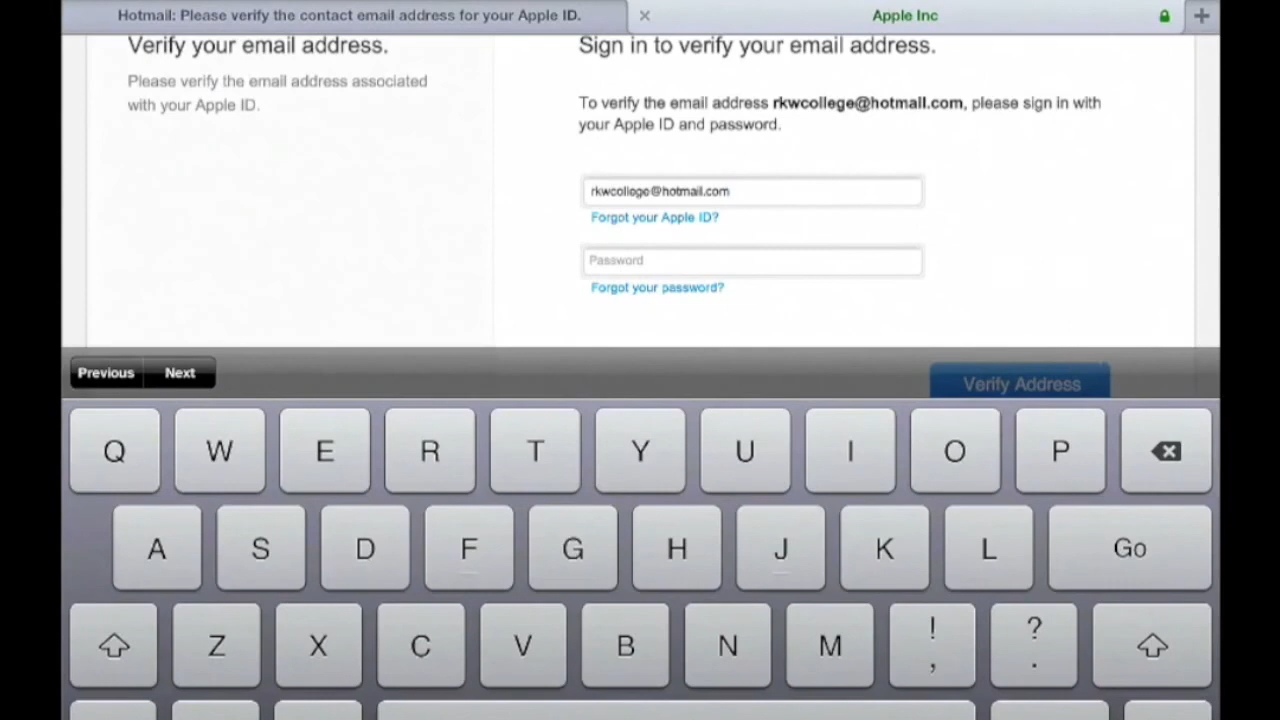 Hotmail: Please verify the contact email address for your Apple ID.
Apple Inc
Verify your email address.
Please verify the email address associated
with your Apple ID.
Sign in to verify your email address.
To verify the email address rkwcollege@hotmail.com, please sign in with
your Apple ID and password.
rkwcollege@hotmail.com
Forgot your Apple ID?
Password
Forgot your password?
Previous Next
Verify Address
Q W E R T Y U I O P
A S D F G H J K L Go
Z X C V B N M ! , ? .